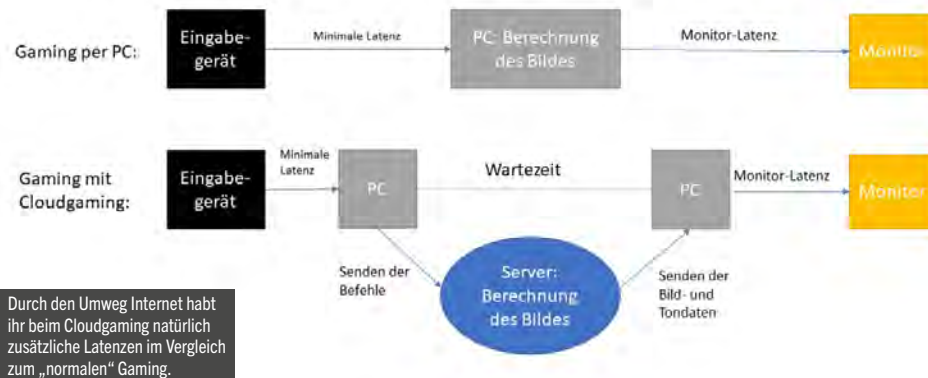 Gaming per PC:
Eingabe-
gerät
Minimale Latenz
PC: Berechnung
des Bildes
Monitor-Latenz
Monitor
Gaming mit
Cloudgaming:
Eingabe-
gerät
Minimale
Latenz
PC
Wartezeit
PC
Monitor-Latenz
Monitor
Senden der
Befehle
Server:
Berechnung
des Bildes
Senden der
Bild- und
Tondaten
Durch den Umweg Internet habt
ihr beim Cloudgaming natürlich
zusätzliche Latenzen im Vergleich
zum „normalen“ Gaming.